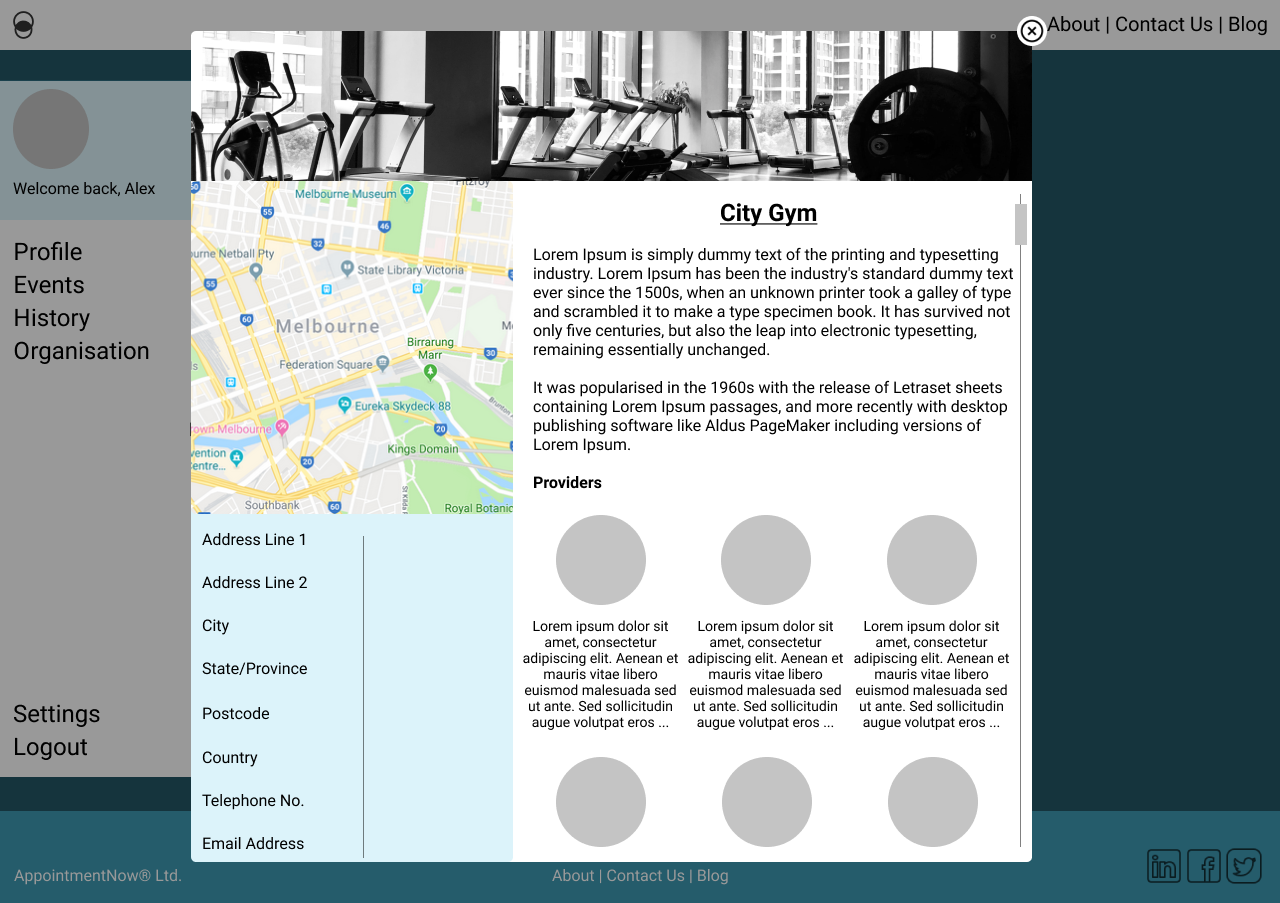 About | Contact Us | Blog
Welcome back, Alex
Profile
Events
History
Organisation
Settings
Logout
Fitzroy
Melbourne Museum
55
46
32
urne Netball Pty
State Library Victoria
55
60
Melbourne
Birrarung
Marr
30
Federation Square
Eureka Skydeck 88
own Melbourne
20
Kings Domain
vention
Centre...
20
Southbank
60
Royal Botanic
Address Line 1
Address Line 2
City
State/Province
Postcode
Country
Telephone No.
Email Address
City Gym
Lorem Ipsum is simply dummy text of the printing and typesetting
industry. Lorem Ipsum has been the industry's standard dummy text
ever since the 1500s, when an unknown printer took a galley of type
and scrambled it to make a type specimen book. It has survived not
only five centuries, but also the leap into electronic typesetting,
remaining essentially unchanged.
It was popularised in the 1960s with the release of Letraset sheets
containing Lorem Ipsum passages, and more recently with desktop
publishing software like Aldus PageMaker including versions of
Lorem Ipsum.
Providers
Lorem ipsum dolor sit
amet, consectetur
adipiscing elit. Aenean et
mauris vitae libero
euismod malesuada sed
ut ante. Sed sollicitudin
augue volutpat eros ...
Lorem ipsum dolor sit
amet, consectetur
adipiscing elit. Aenean et
mauris vitae libero
euismod malesuada sed
ut ante. Sed sollicitudin
augue volutpat eros ...
Lorem ipsum dolor sit
amet, consectetur
adipiscing elit. Aenean et
mauris vitae libero
euismod malesuada sed
ut ante. Sed sollicitudin
augue volutpat eros ...
AppointmentNow® Ltd.
About | Contact Us | Blog